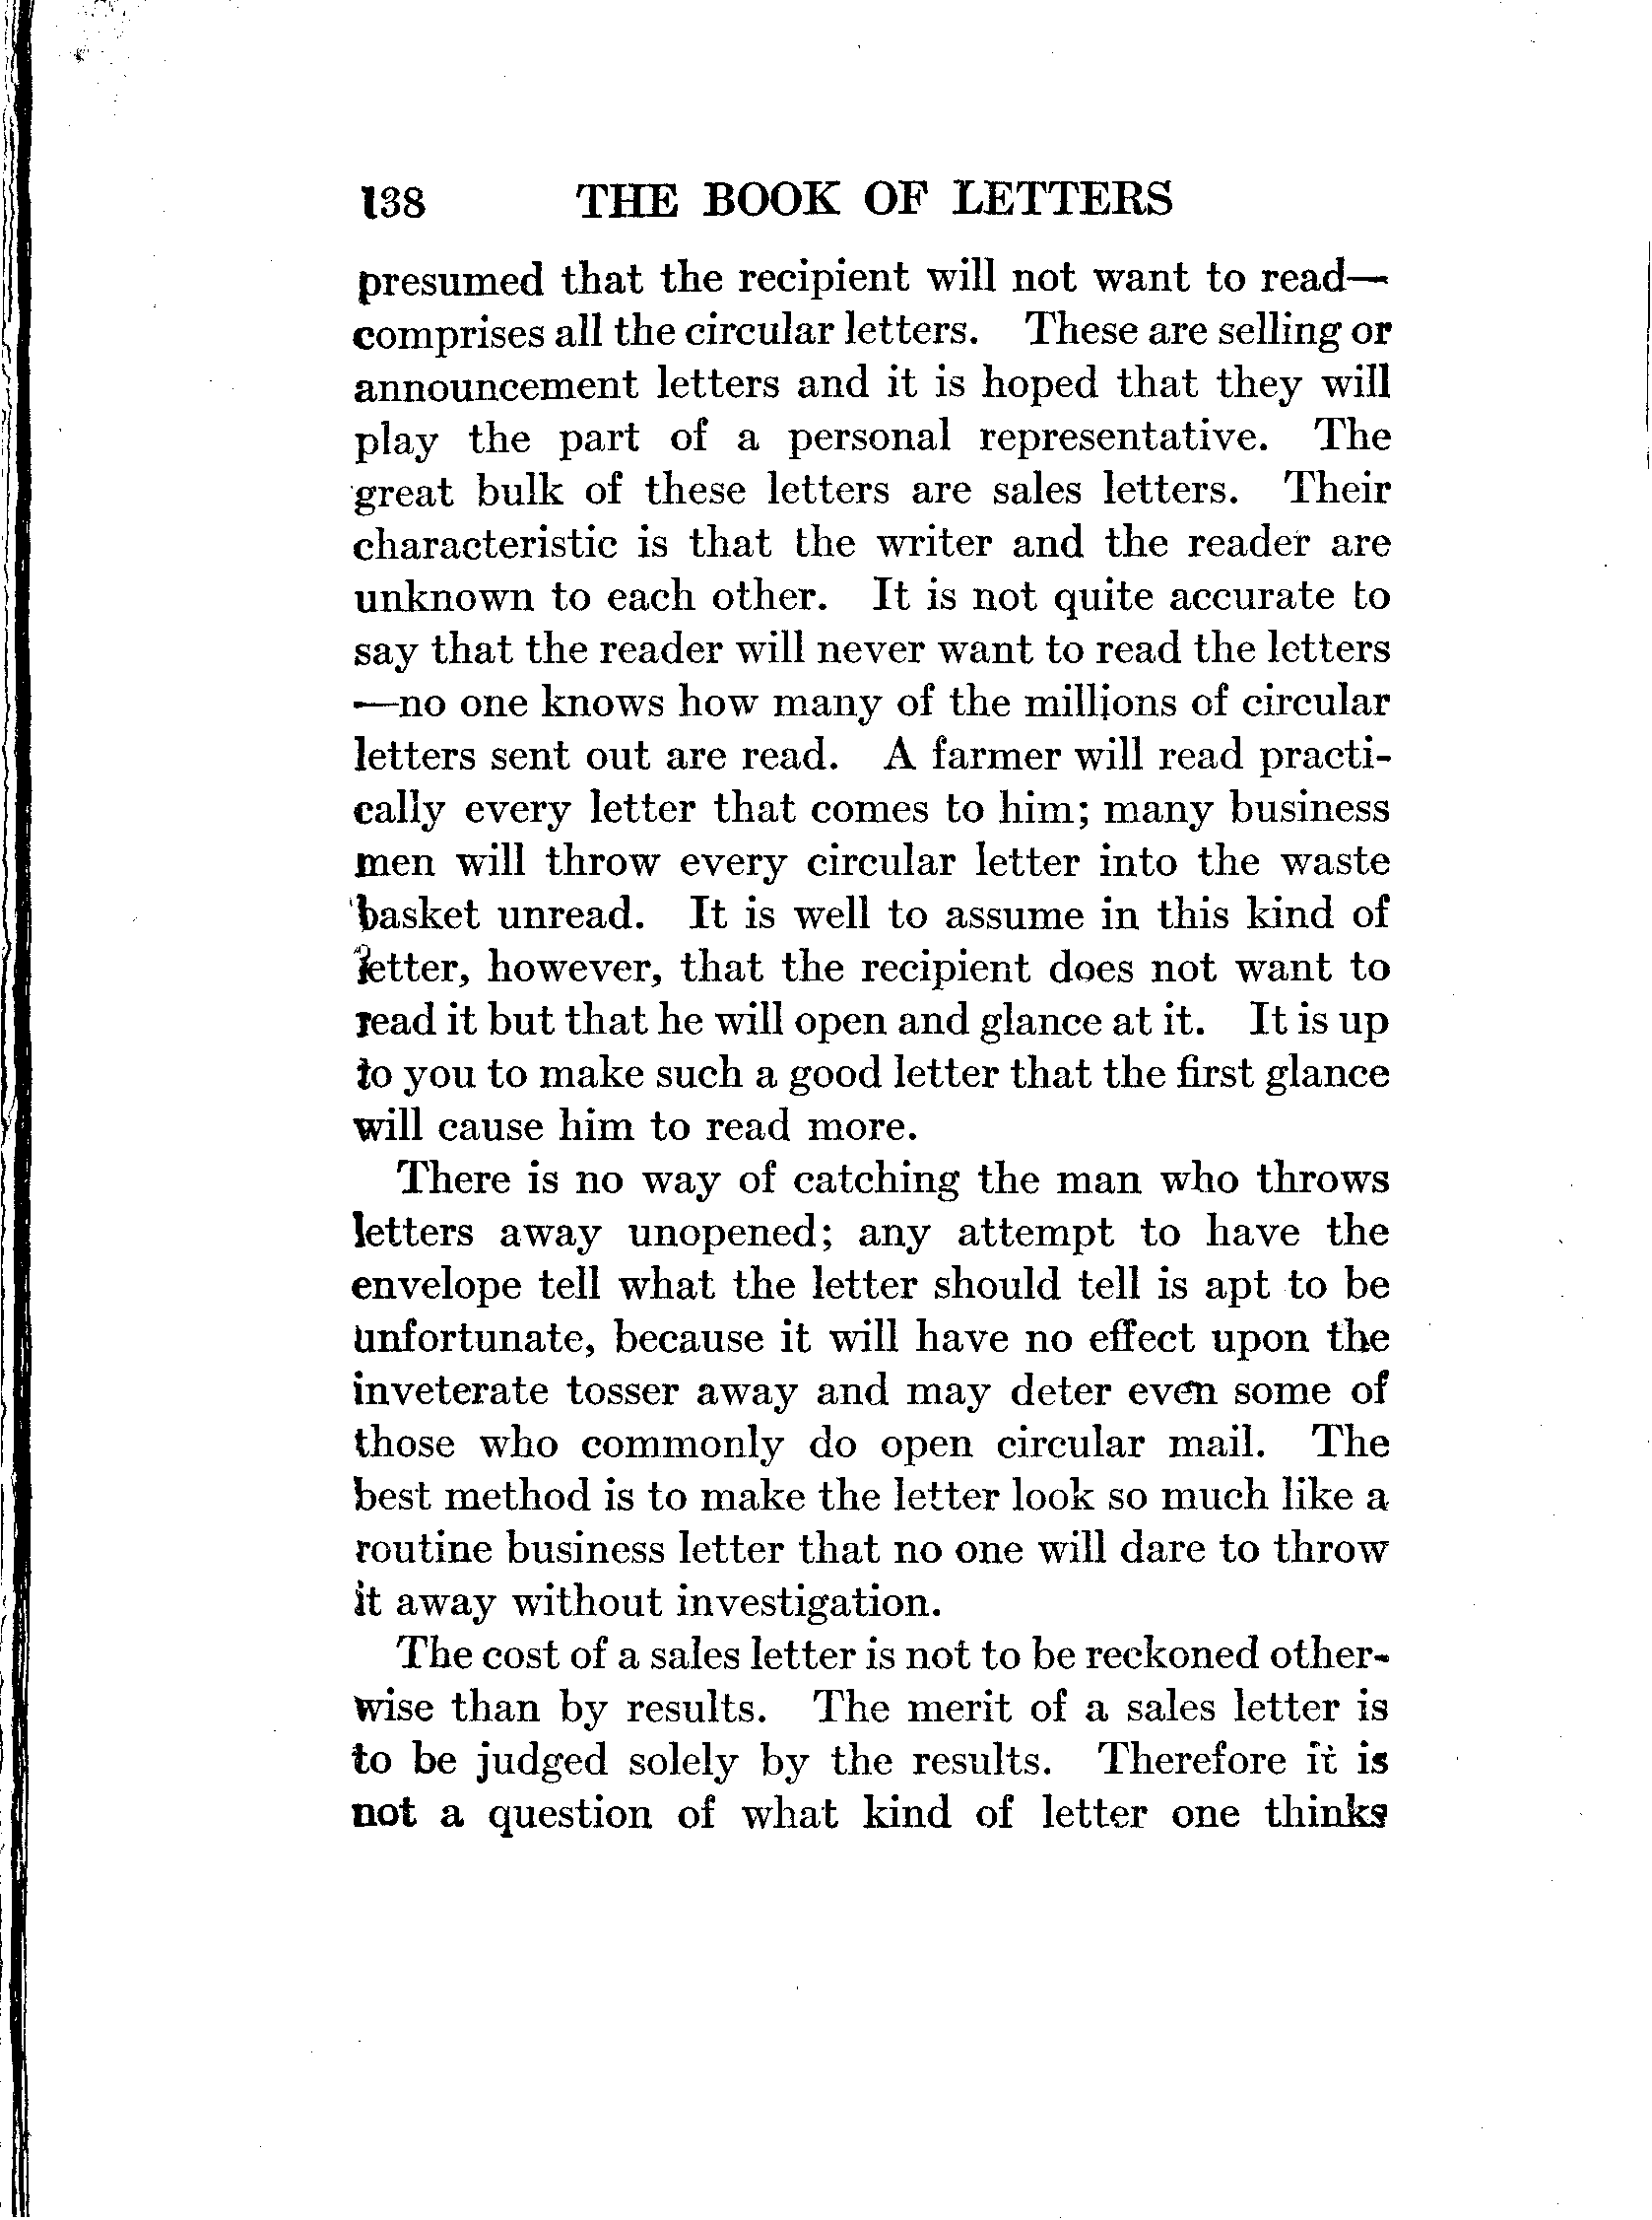 138 THE BOOK OF LETTERS
presumed that the recipient will not want to read—
comprises all the circular letters. These are selling or
announcement letters and it is hoped that they will
play the part of a personal representative. The
great bulk of these letters are sales letters. Their
characteristic is that the writer and the reader are
unknown to each other. It is not quite accurate to
say that the reader will never want to read the letters
—no one knows how many of the millions of circular
letters sent out are read. A farmer will read practi-
cally every letter that comes to him; many business
men will throw every circular letter into the waste
basket unread. It is well to assume in this kind of
letter, however, that the recipient does not want to
read it but that he will open and glance at it. It is up
to you to make such a good letter that the first glance
will cause him to read more.
There is no way of catching the man who throws
letters away unopened; any attempt to have the
envelope tell what the letter should tell is apt to be
unfortunate, because it will have no effect upon the
inveterate tosser away and may deter even some of
those who commonly do open circular mail. The
best method is to make the letter look so much like a
routine business letter that no one will dare to throw
it away without investigation.
The cost of a sales letter is not to be reckoned other-
wise than by results. The merit of a sales letter is
to be judged solely by the results. Therefore it is
not a question of what kind of letter one thinks